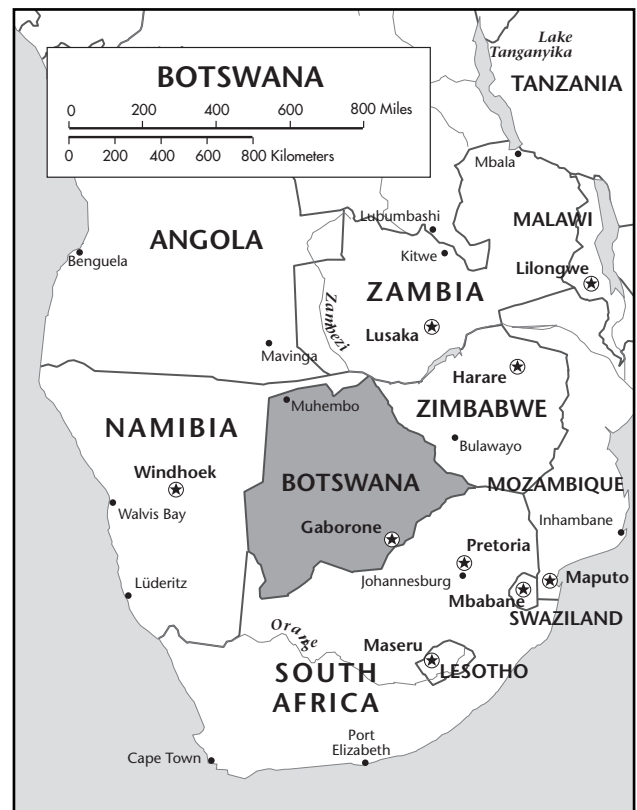 Lake
Tanganyika
TANZANIA
BOTSWANA
0 200 400 600 800 Miles
0 200 400 600 800 Kilometers
Mbala
Lubumbashi
MALAWI
ANGOLA
Kitwe
Benguela
Lilongwe
ZAMBIA
Zambezi
Lusaka
Mavinga
Harare
Muhembo
ZIMBABWE
NAMIBIA
Bulawayo
Windhoek
BOTSWANA
MOZAMBIQUE
Walvis Bay
Gaborone
Inhambane
Pretoria
Lüderitz
Johannesburg
Maputo
Mbabane
SWAZILAND
Orange
Maseru
SOUTH
AFRICA
LESOTHO
Port
Elizabeth
Cape Town